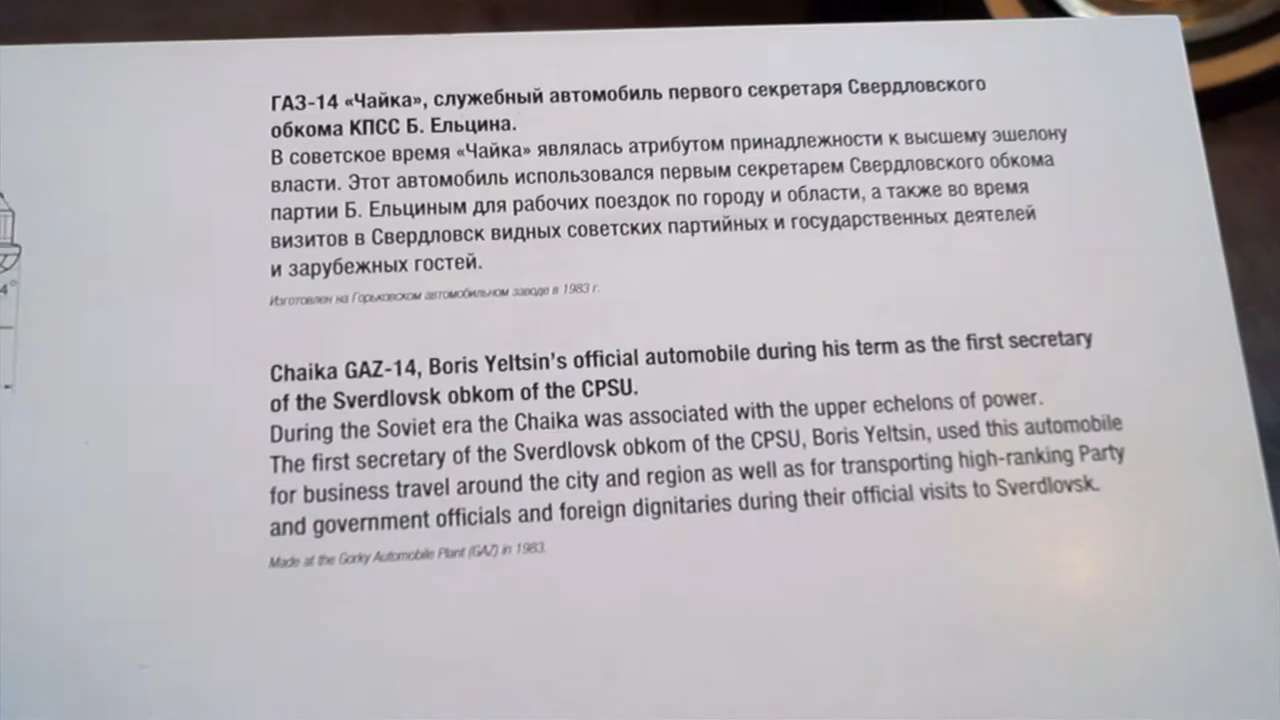 ГАЗ-14 «Чайка», служебный автомобиль первого секретаря Свердловского
обкома КПСС Б. Ельцина.
В советское время «Чайка» являлась атрибутом принадлежности к высшему эшелону
власти. Этот автомобиль использовался первым секретарем Свердловского обкома
партии Б. Ельциным для рабочих поездок по городу и области, а также во время
визитов в Свердловск видных советских партийных и государственных деятелей
и зарубежных гостей.
Изготовлен на Горьковском автомобильном заводе в 1983 г.
Chaika GAZ-14, Boris Yeltsin's official automobile during his term as the first secretary
of the Sverdlovsk obkom of the CPSU.
During the Soviet era the Chaika was associated with the upper echelons of power.
The first secretary of the Sverdlovsk obkom of the CPSU, Boris Yeltsin, used this automobile
for business travel around the city and region as well as for transporting high-ranking Party
and government officials and foreign dignitaries during their official visits to Sverdlovsk.
Made at the Gorky Automobile Plant (GAZ) in 1983.